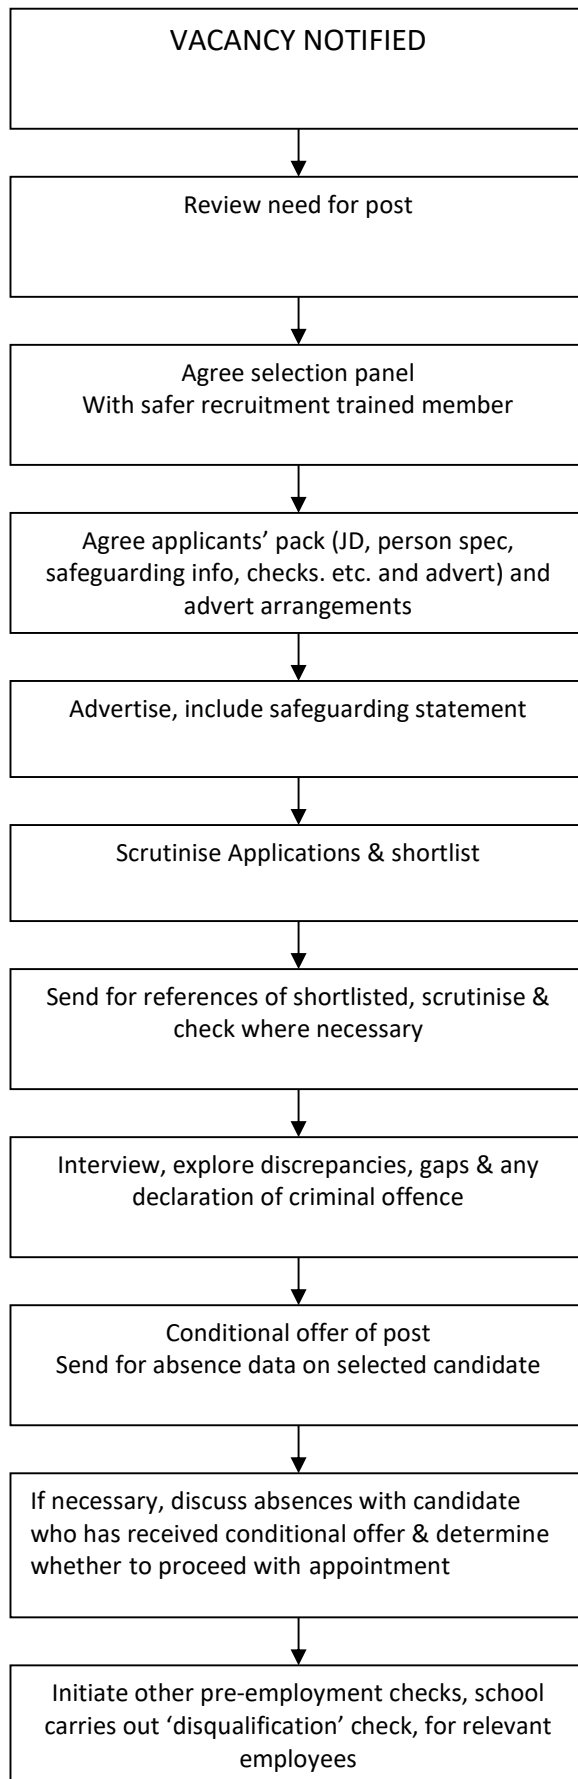 VACANCY NOTIFIED
Review need for post
Agree selection panel
With safer recruitment trained member
Agree applicants’ pack (JD, person spec,
safeguarding info, checks. etc. and advert) and
advert arrangements
Advertise, include safeguarding statement
Scrutinise Applications & shortlist
Send for references of shortlisted, scrutinise &
check where necessary
Interview, explore discrepancies, gaps & any
declaration of criminal offence
Conditional offer of post
Send for absence data on selected candidate
If necessary, discuss absences with candidate
who has received conditional offer & determine
whether to proceed with appointment
Initiate other pre-employment checks, school
carries out ‘disqualification’ check, for relevant
employees